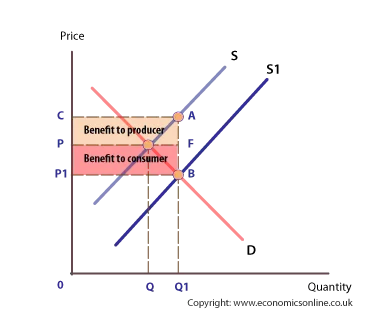 Price
S
S1
C
A
Benefit to producer
P
F
Benefit to consumer
P1
B
D
0
Q
Q1
Quantity
Copyright: www.economicsonline.co.uk